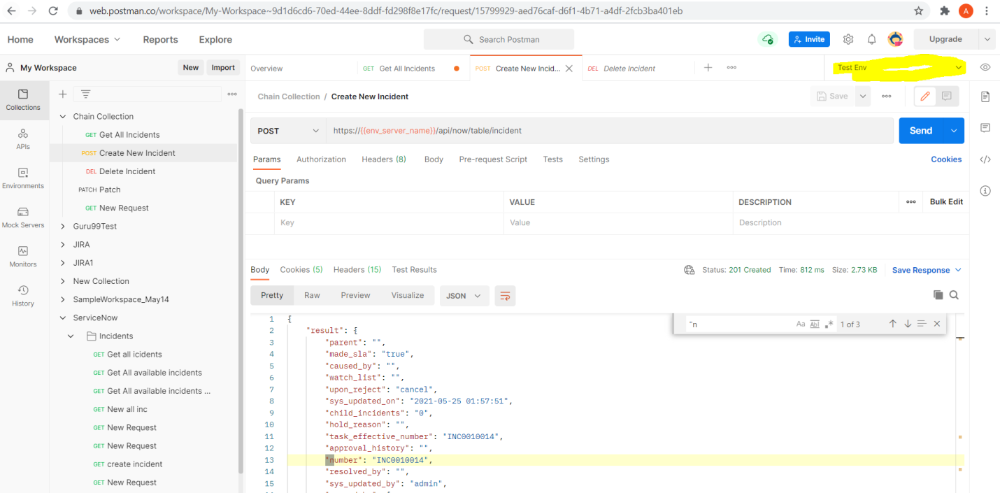 web.postman.co/workspace/My-Workspace~9d1d6cd6-70ed-44ee-8ddf-fd298f8e17fc/request/15799929-aed76caf-d6f1-4b71-a4df-2fcb3ba401eb
A
Home Workspaces Reports Explore Search Postman Invite Upgrade
My Workspace New Import
Overview GET Get All Incidents POST Create New Incid... DEL Delete Incident Test Env
Collections
APIs
Environments
Mock Servers
Monitors
History
Chain Collection
GET Get All Incidents
POST Create New Incident
DEL Delete Incident
PATCH Patch
GET New Request
Guru99Test
JIRA
JIRA1
New Collection
SampleWorkspace_May14
ServiceNow
Incidents
GET Get all icidents
GET Get All available incidents
GET Get All available incidents ...
GET New all inc
GET New Request
GET New Request
GET create incident
GET New Request
Chain Collection / Create New Incident Save
POST https://{{env_server_name}}/api/now/table/incident Send
Params Authorization Headers (8) Body Pre-request Script Tests Settings Cookies
Query Params
KEY VALUE DESCRIPTION Bulk Edit
Key Value Description
Body Cookies (5) Headers (15) Test Results Status: 201 Created Time: 812 ms Size: 2.73 KB Save Response
Pretty Raw Preview Visualize JSON
"n Aa Abl .* 1 of 3
1 {
2 "result": {
3 "parent": "",
4 "made_sla": "true",
5 "caused_by": "",
6 "watch_list": "",
7 "upon_reject": "cancel",
8 "sys_updated_on": "2021-05-25 01:57:51",
9 "child_incidents": "0",
10 "hold_reason": "",
11 "task_effective_number": "INC0010014",
12 "approval_history": "",
13 "number": "INC0010014",
14 "resolved_by": "",
15 "sys_updated_by": "admin",